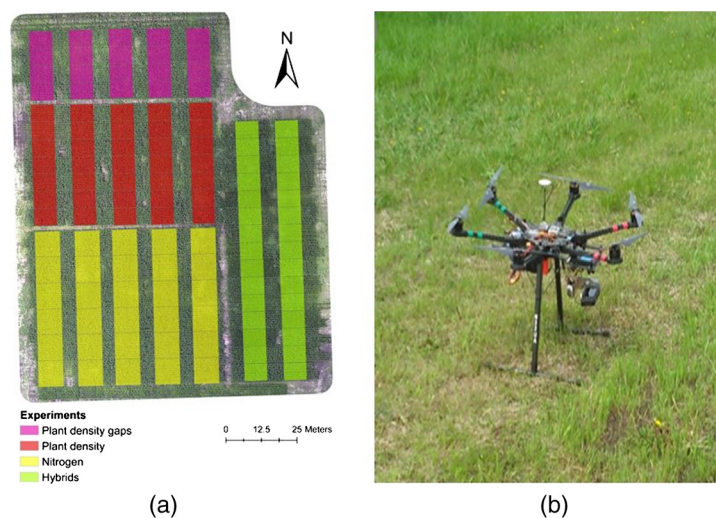 N
Experiments
Plant density gaps
Plant density
Nitrogen
Hybrids
0 12.5 25 Meters
(a)
(b)